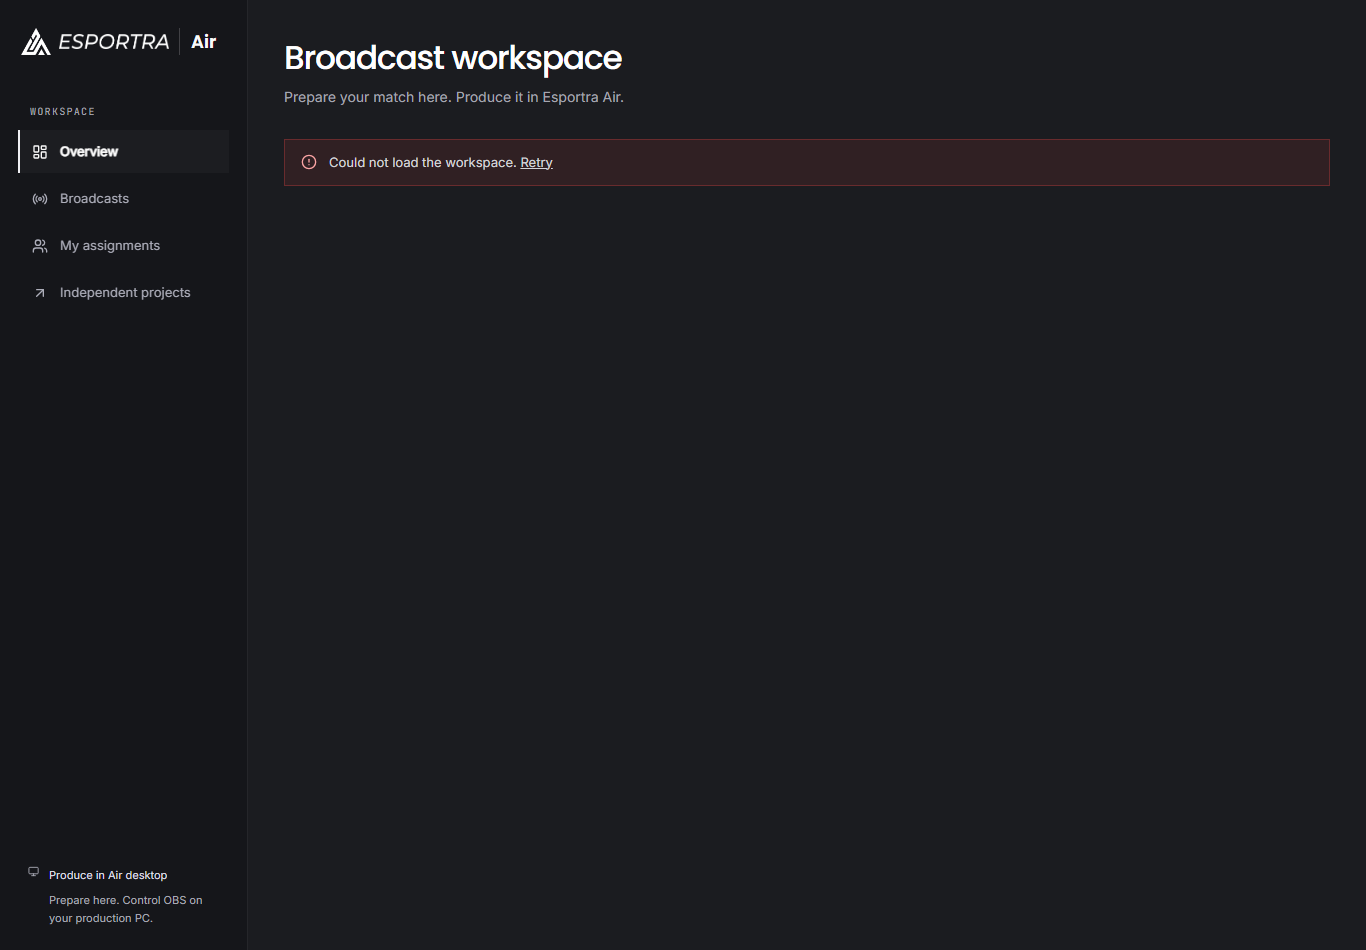 ESPORTRA Air
WORKSPACE
Overview
Broadcasts
My assignments
Independent projects
Produce in Air desktop
Prepare here. Control OBS on
your production PC.
Broadcast workspace
Prepare your match here. Produce it in Esportra Air.
Could not load the workspace. Retry